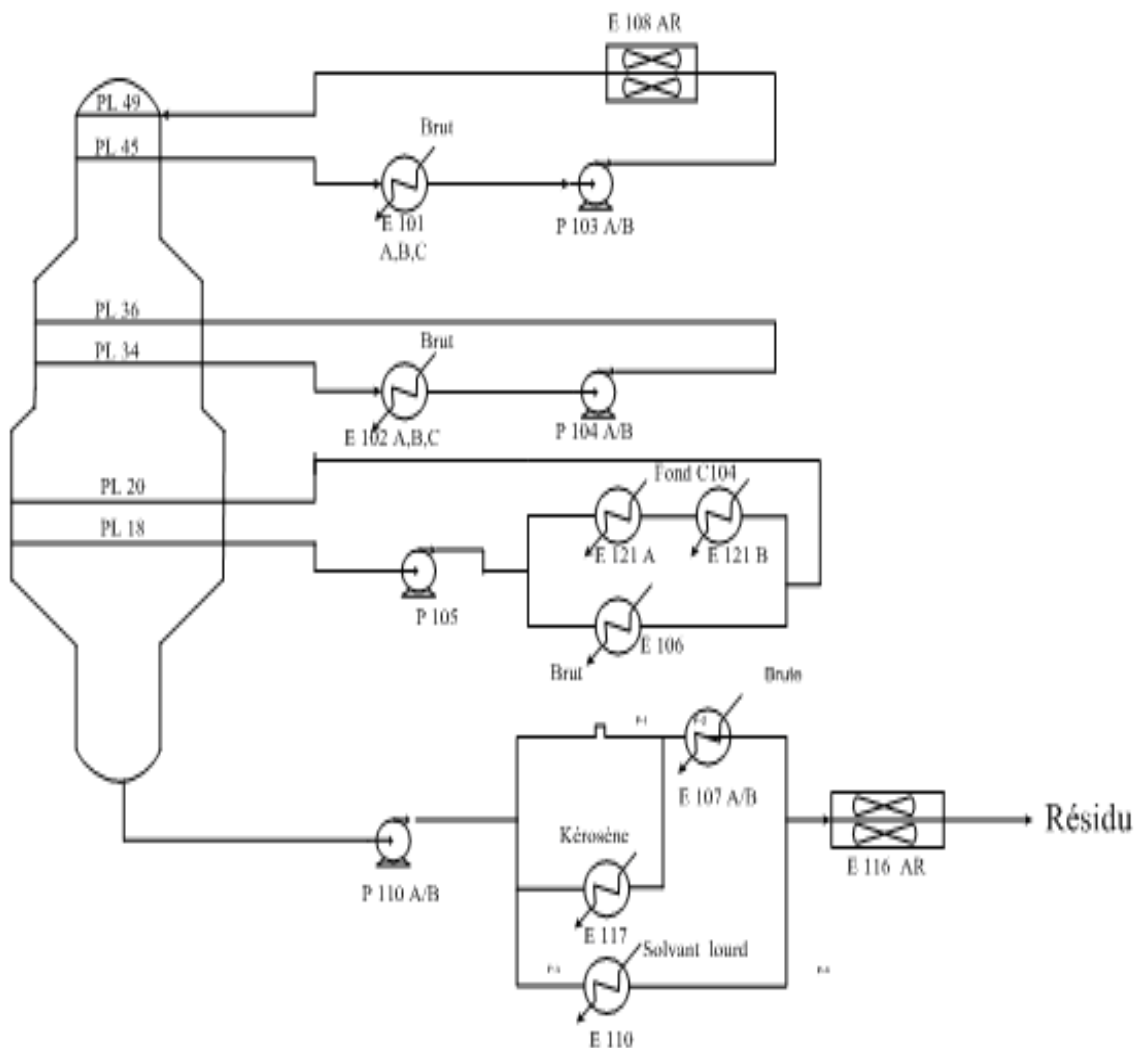 E 108 AR
PL 49
Brut
PL 45
E 101
A,B,C
P 103 A/B
PL 36
Brut
PL 34
E 102 A,B,C
P 104 A/B
Fond C104
PL 20
PL 18
E 121 A
E 121 B
P 105
E 106
Brut
Brute
P-1
P-2
E 107 A/B
Résidu
Kérosène
E 116 AR
P 110 A/B
E 117
Solvant lourd
E 110